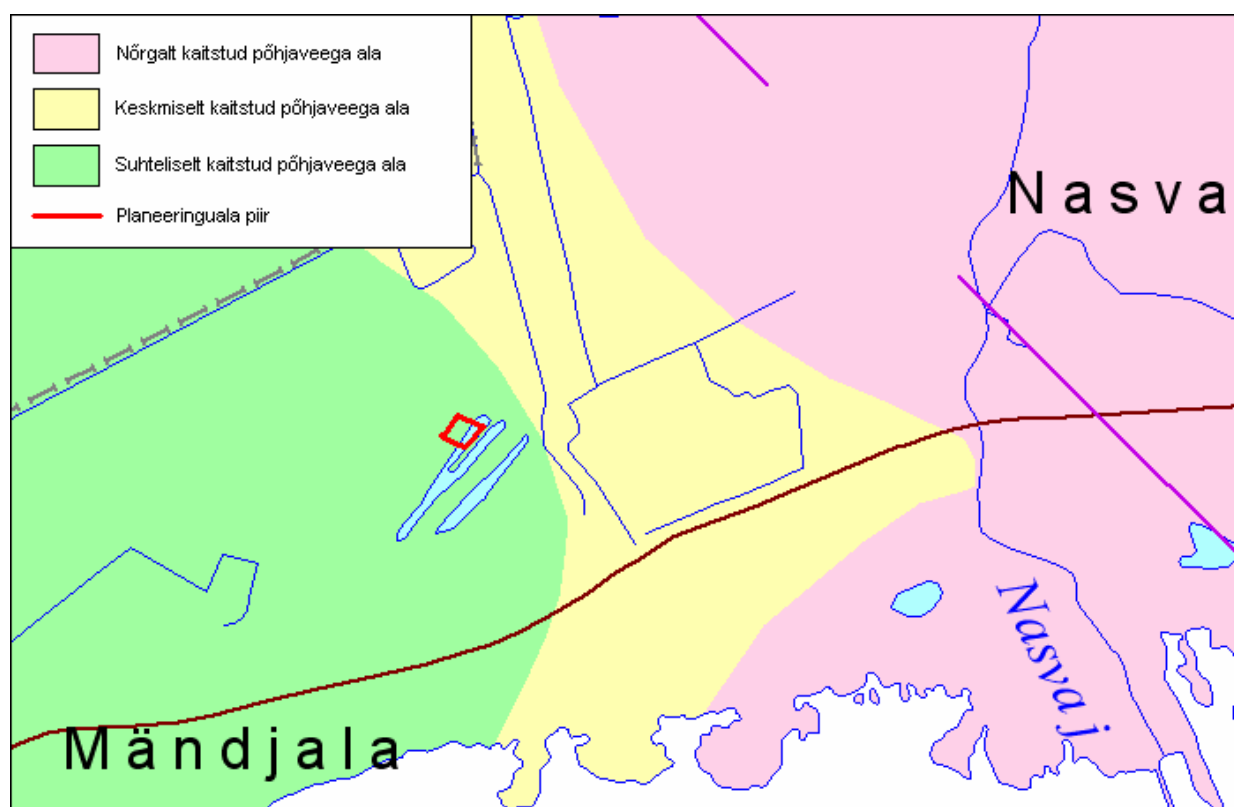 Nõrgalt kaitstud põhjaveega ala
Keskmiselt kaitstud põhjaveega ala
Suhteliselt kaitstud põhjaveega ala
Planeeringuala piir
Nasva
Nasva j
Mändjala